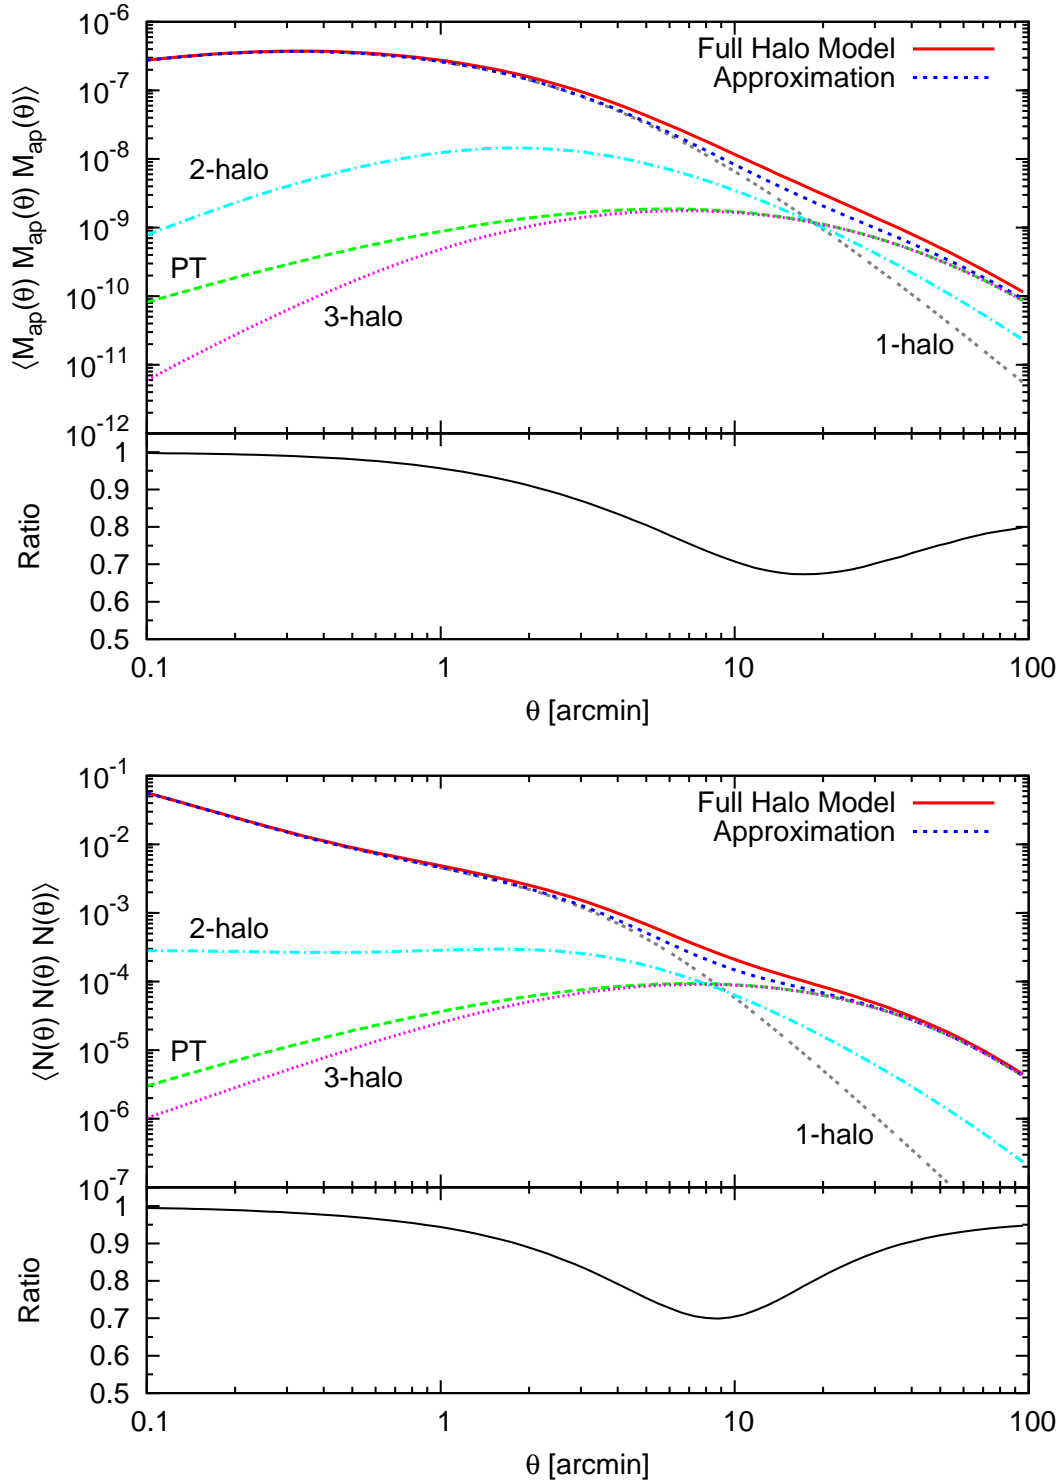 10^-6
10^-7
10^-8
10^-9
10^-10
10^-11
10^-12
⟨M_ap(θ) M_ap(θ) M_ap(θ)⟩
Full Halo Model
Approximation
2-halo
PT
3-halo
1-halo
1
0.9
0.8
0.7
0.6
0.5
Ratio
0.1 1 10 100
θ [arcmin]
10^-1
10^-2
10^-3
10^-4
10^-5
10^-6
10^-7
⟨N(θ) N(θ) N(θ)⟩
Full Halo Model
Approximation
2-halo
PT
3-halo
1-halo
1
0.9
0.8
0.7
0.6
0.5
Ratio
0.1 1 10 100
θ [arcmin]